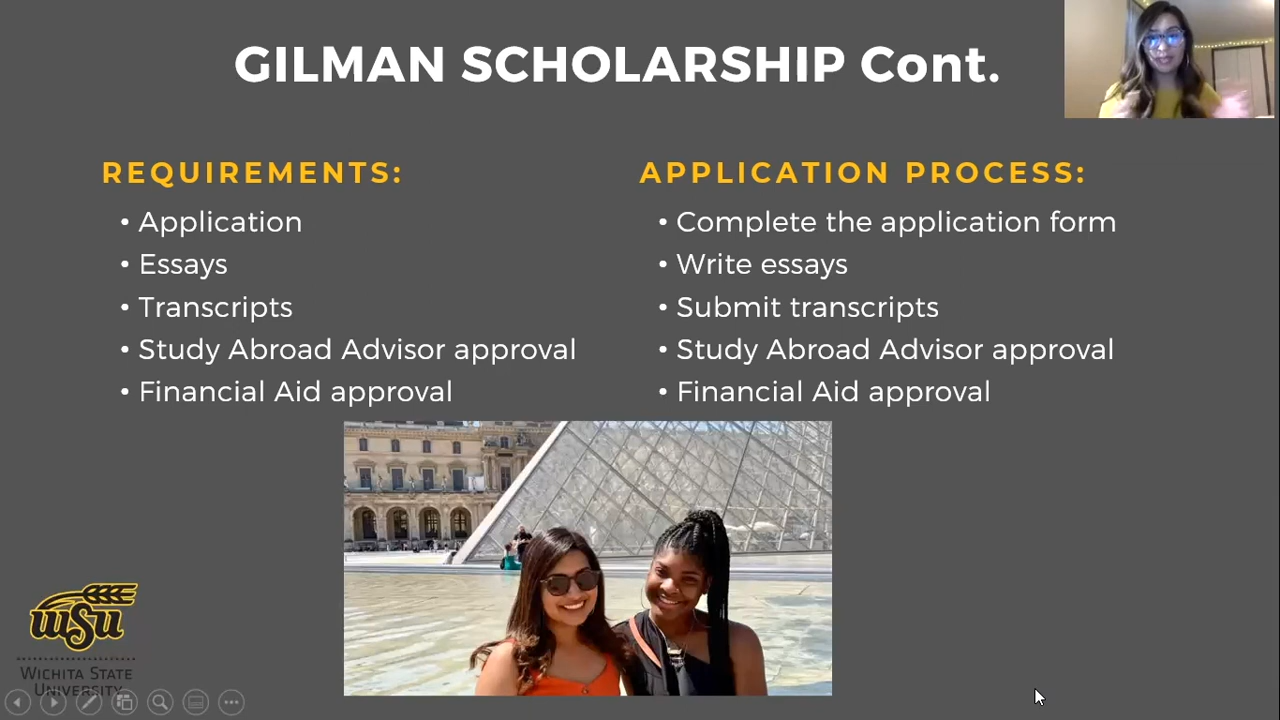 GILMAN SCHOLARSHIP Cont.
REQUIREMENTS:
• Application
• Essays
• Transcripts
• Study Abroad Advisor approval
• Financial Aid approval
APPLICATION PROCESS:
• Complete the application form
• Write essays
• Submit transcripts
• Study Abroad Advisor approval
• Financial Aid approval
WSU
WICHITA STATE
UNIVERSITY